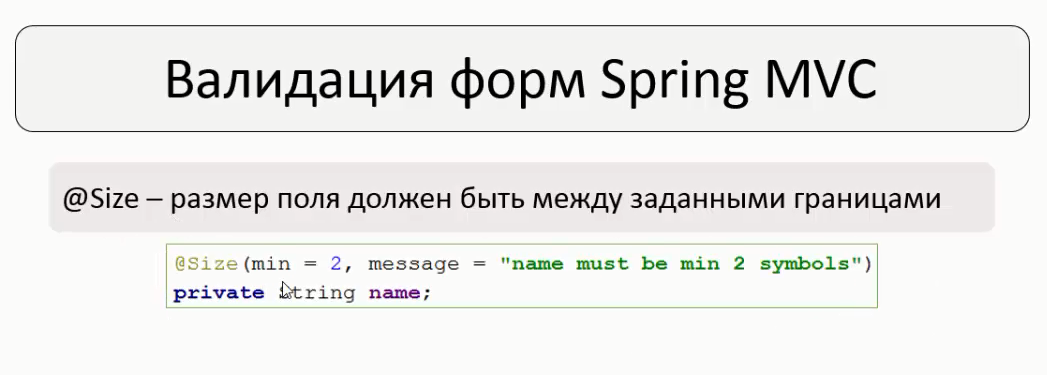 Валидация форм Spring MVC
@Size – размер поля должен быть между заданными границами
@Size(min = 2, message = "name must be min 2 symbols")
private String name;